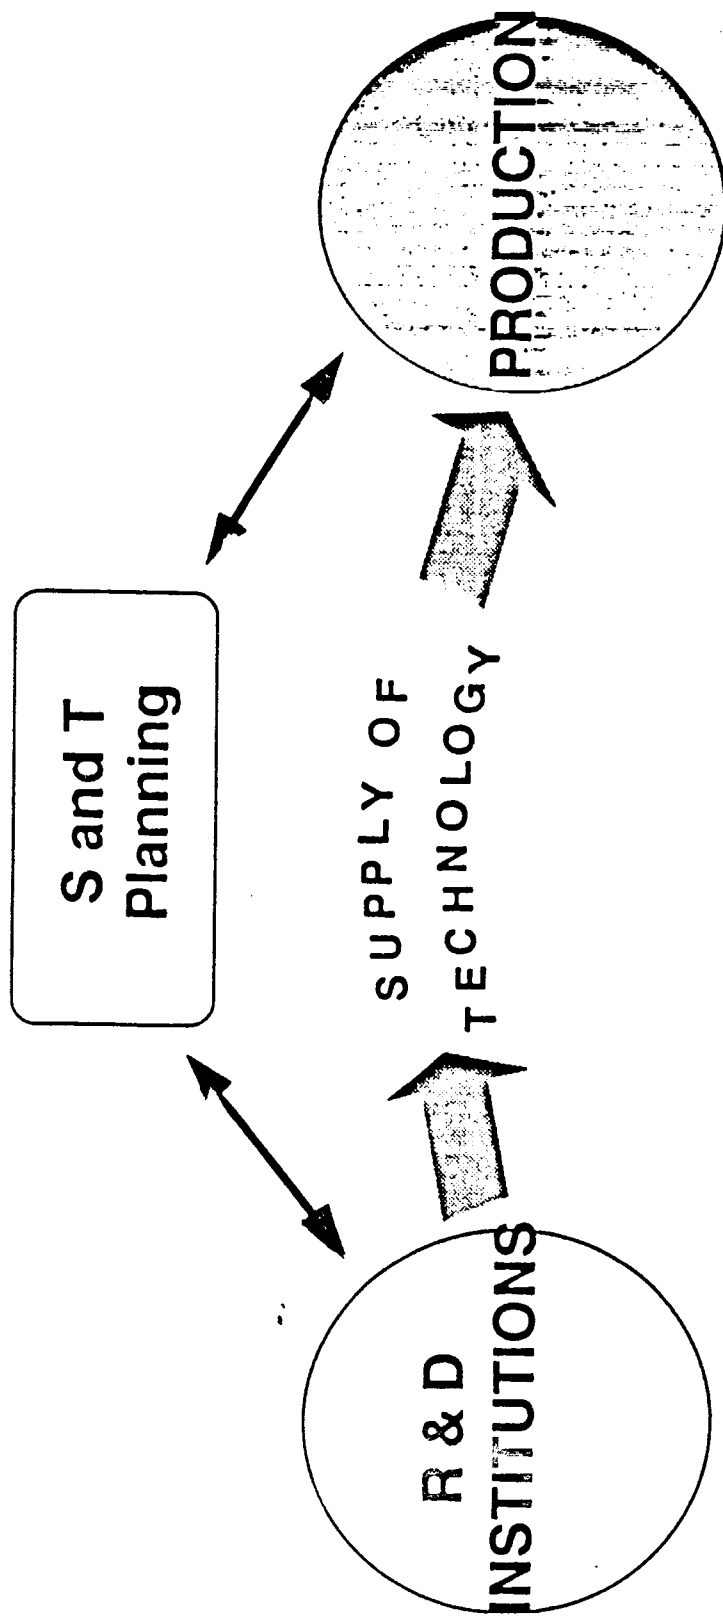 S and T
Planning
R & D
INSTITUTIONS
SUPPLY OF
TECHNOLOGY
PRODUCTION